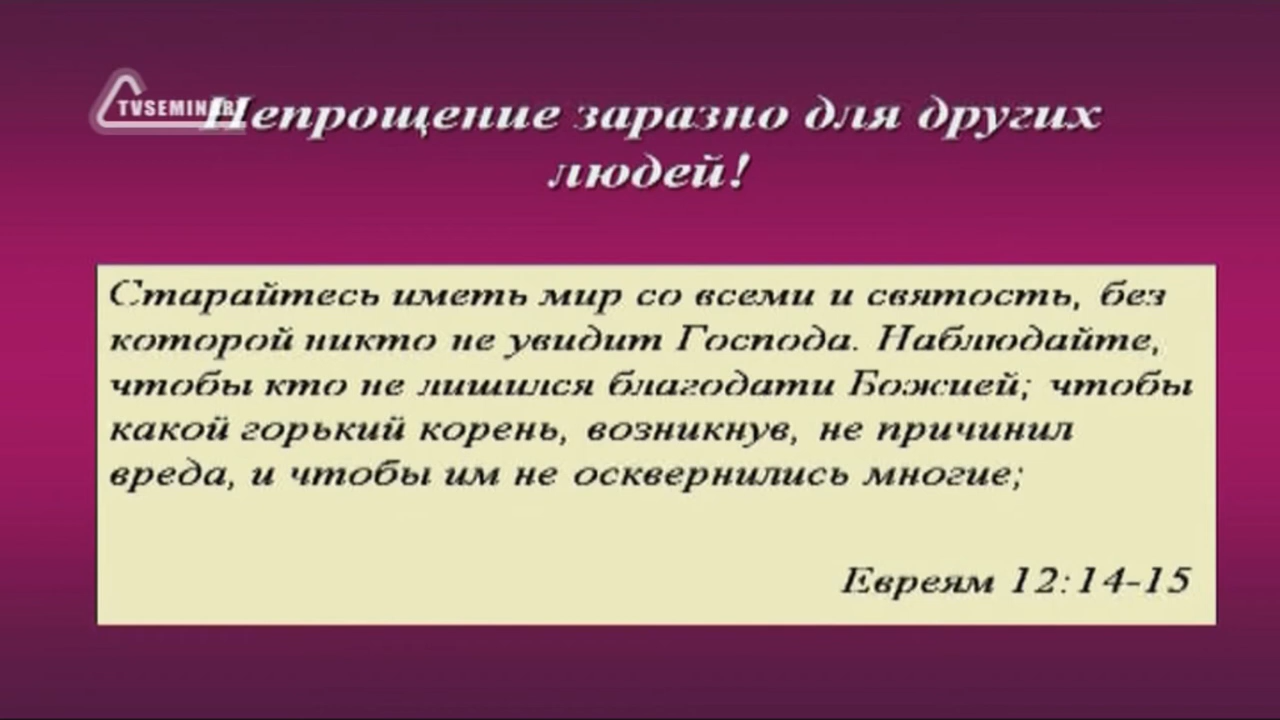 TVSEMINAR
Непрощение заразно для других
людей!
Старайтесь иметь мир со всеми и святость, без
которой никто не увидит Господа. Наблюдайте,
чтобы кто не лишился благодати Божией; чтобы
какой горький корень, возникнув, не причинил
вреда, и чтобы им не осквернились многие;
Евреям 12:14-15